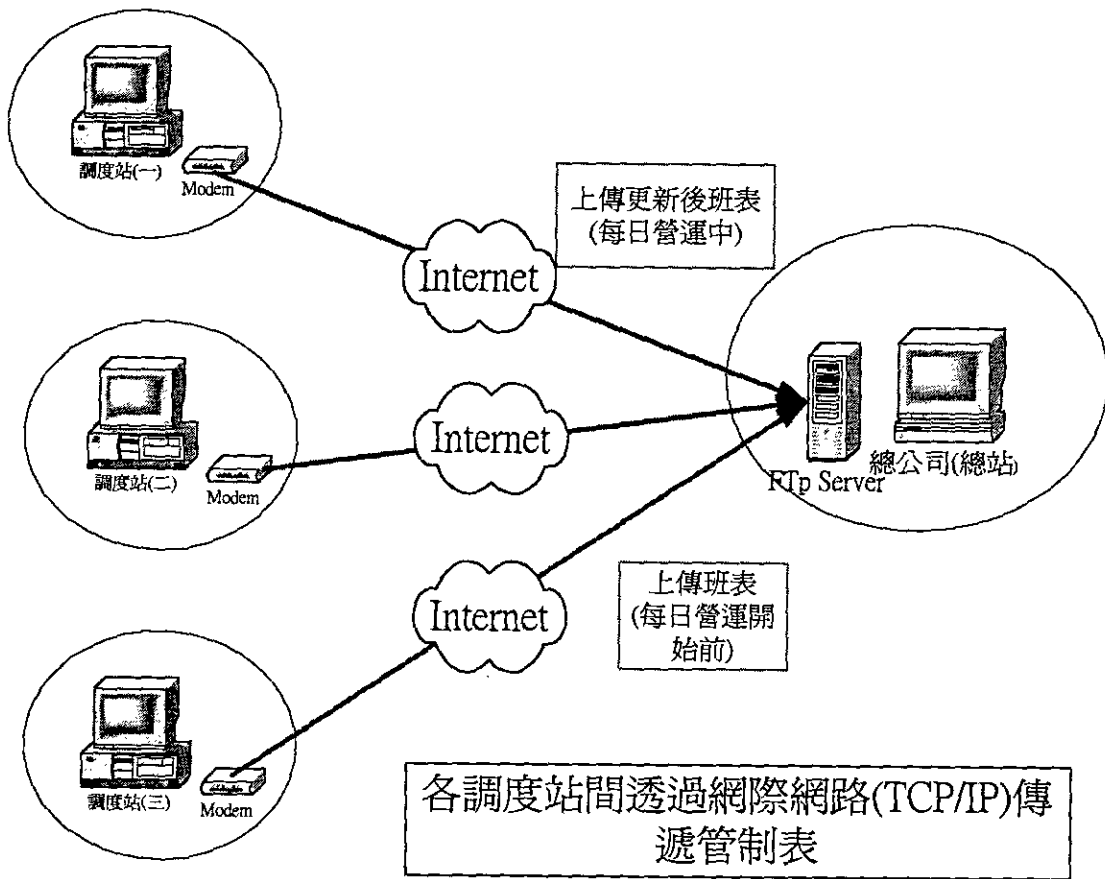 調度站(一)
Modem
上傳更新後班表
(每日營運中)
Internet
調度站(二)
Modem
Internet
FTp Server
總公司(總站)
Internet
上傳班表
(每日營運開
始前)
調度站(三)
Modem
各調度站間透過網際網路(TCP/IP)傳
遞管制表